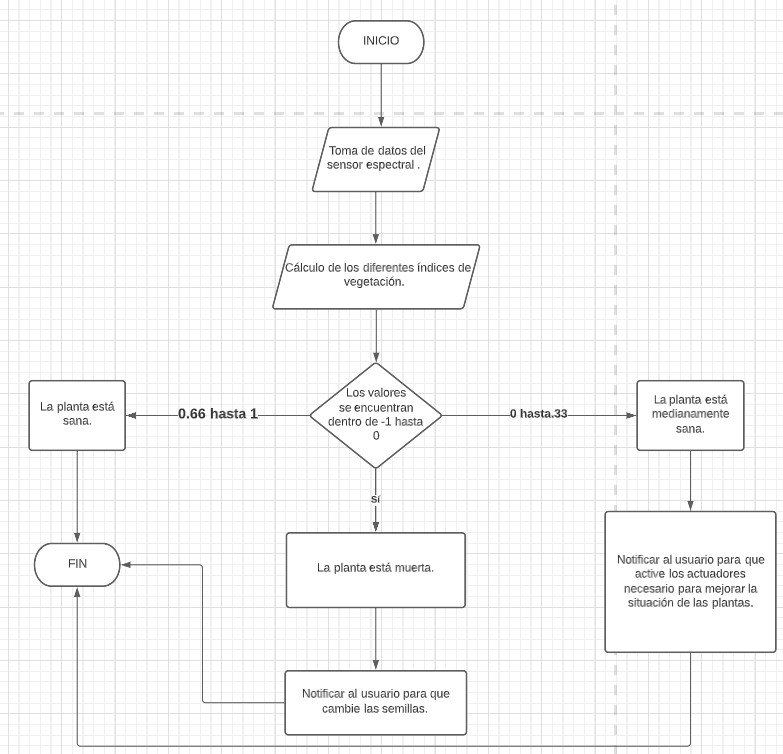 INICIO
Toma de datos del
sensor espectral .
Cálculo de los diferentes índices de
vegetación.
Los valores
se encuentran
dentro de -1 hasta
0
0.66 hasta 1
0 hasta.33
La planta está
sana.
La planta está
medianamente
sana.
sí
FIN
La planta está muerta.
Notificar al usuario para que
active los actuadores
necesario para mejorar la
situación de las plantas.
Notificar al usuario para que
cambie las semillas.